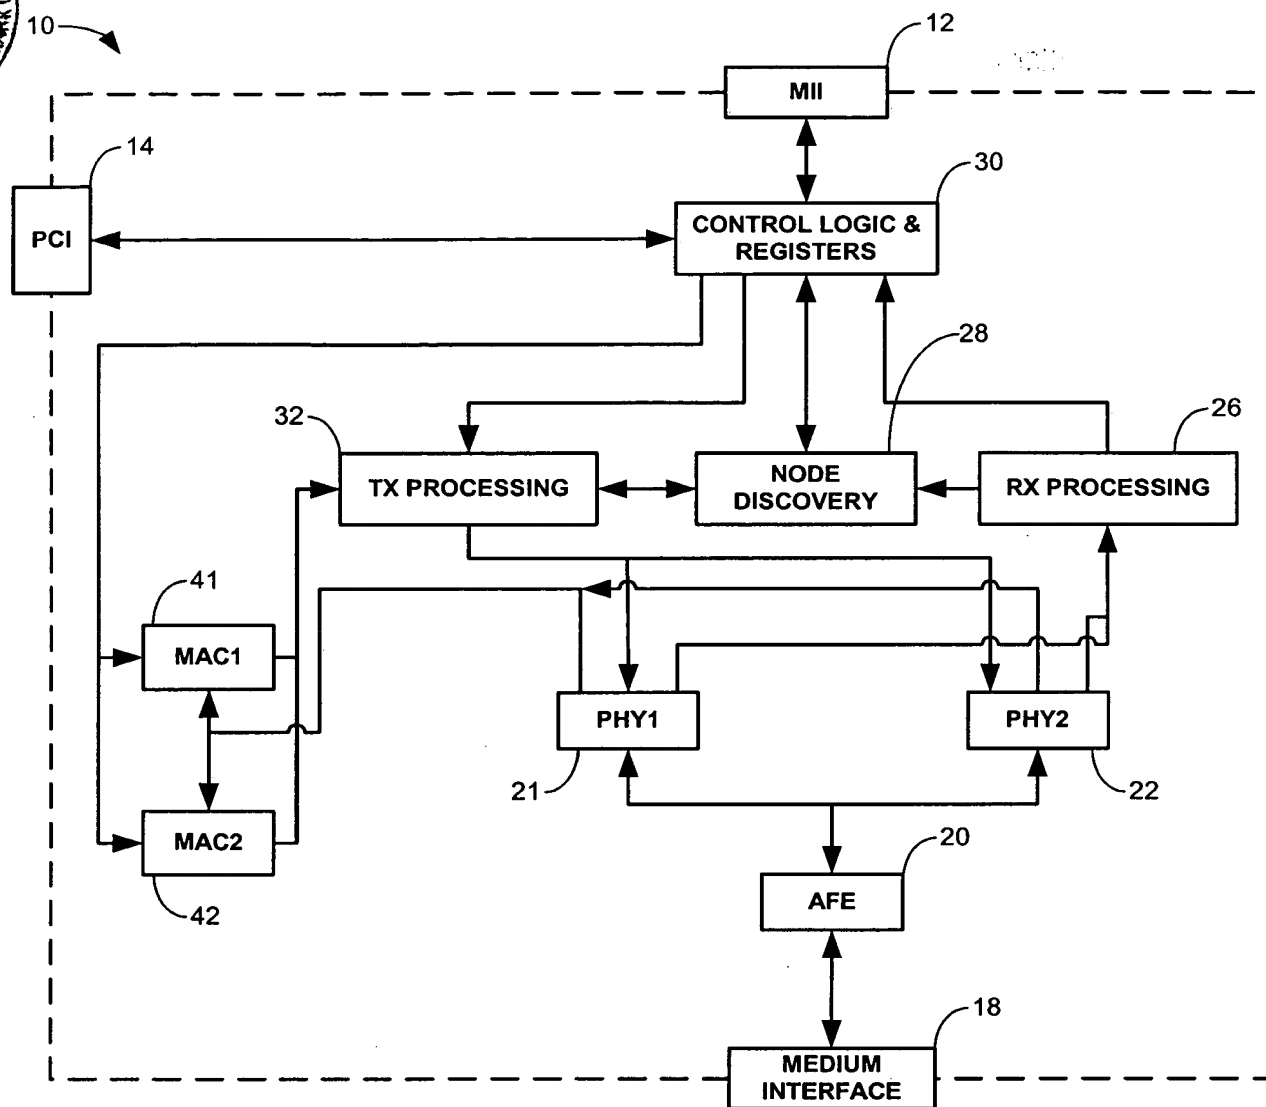 10
12
MII
14
PCI
30
CONTROL LOGIC &
REGISTERS
28
32
26
TX PROCESSING
NODE
DISCOVERY
RX PROCESSING
41
MAC1
PHY1
PHY2
21
22
MAC2
42
20
AFE
18
MEDIUM
INTERFACE